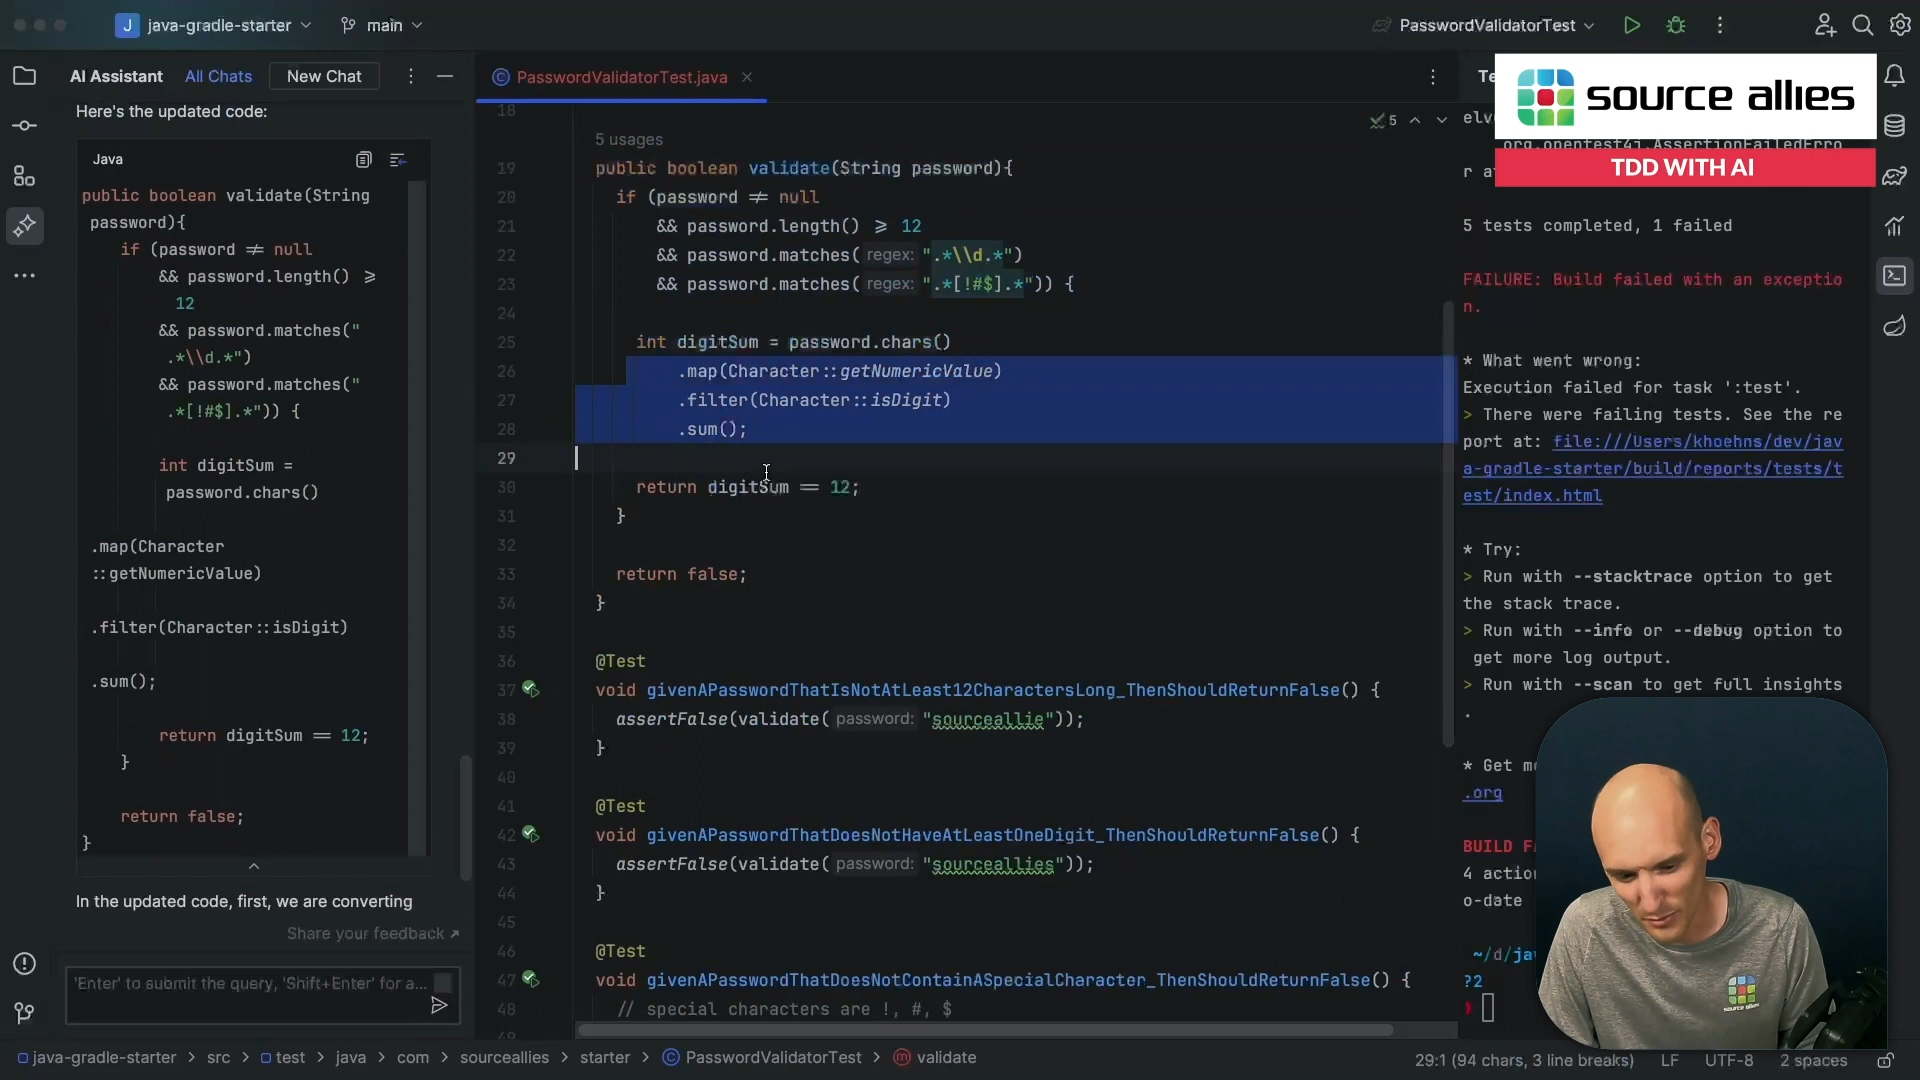 J java-gradle-starter main PasswordValidatorTest
AI Assistant All Chats New Chat
PasswordValidatorTest.java
source allies
TDD WITH AI
Here's the updated code:
Java
public boolean validate(String
password){
if (password ≠ null
&& password.length() ⩾
12
&& password.matches("
.*\\d.*")
&& password.matches("
.*[!#$].*")) {
int digitSum =
password.chars()
.map(Character
::getNumericValue)
.filter(Character::isDigit)
.sum();
return digitSum == 12;
}
return false;
}
In the updated code, first, we are converting
Share your feedback ↗
'Enter' to submit the query, 'Shift+Enter' for a...
5
18
5 usages
19 public boolean validate(String password){
20 if (password ≠ null
21 && password.length() ⩾ 12
22 && password.matches( regex: ".*\\d.*")
23 && password.matches( regex: ".*[!#$].*")) {
24
25 int digitSum = password.chars()
26 .map(Character::getNumericValue)
27 .filter(Character::isDigit)
28 .sum();
29
30 return digitSum == 12;
31 }
32
33 return false;
34 }
35
36 @Test
37 void givenAPasswordThatIsNotAtLeast12CharactersLong_ThenShouldReturnFalse() {
38 assertFalse(validate( password: "sourceallie"));
39 }
40
41 @Test
42 void givenAPasswordThatDoesNotHaveAtLeastOneDigit_ThenShouldReturnFalse() {
43 assertFalse(validate( password: "sourceallies"));
44 }
45
46 @Test
47 void givenAPasswordThatDoesNotContainASpecialCharacter_ThenShouldReturnFalse() {
48 // special characters are !, #, $
org.opentest4j.AssertionFailedErro
5 tests completed, 1 failed
FAILURE: Build failed with an exceptio
n.
* What went wrong:
Execution failed for task ':test'.
> There were failing tests. See the re
port at: file:///Users/khoehns/dev/jav
a-gradle-starter/build/reports/tests/t
est/index.html
* Try:
> Run with --stacktrace option to get
the stack trace.
> Run with --info or --debug option to
get more log output.
> Run with --scan to get full insights
.
* Get
.org
BUILD
4
o-date
~/d/
?2
source allies
java-gradle-starter > src > test > java > com > sourceallies > starter > PasswordValidatorTest > validate
29:1 (94 chars, 3 line breaks) LF UTF-8 2 spaces